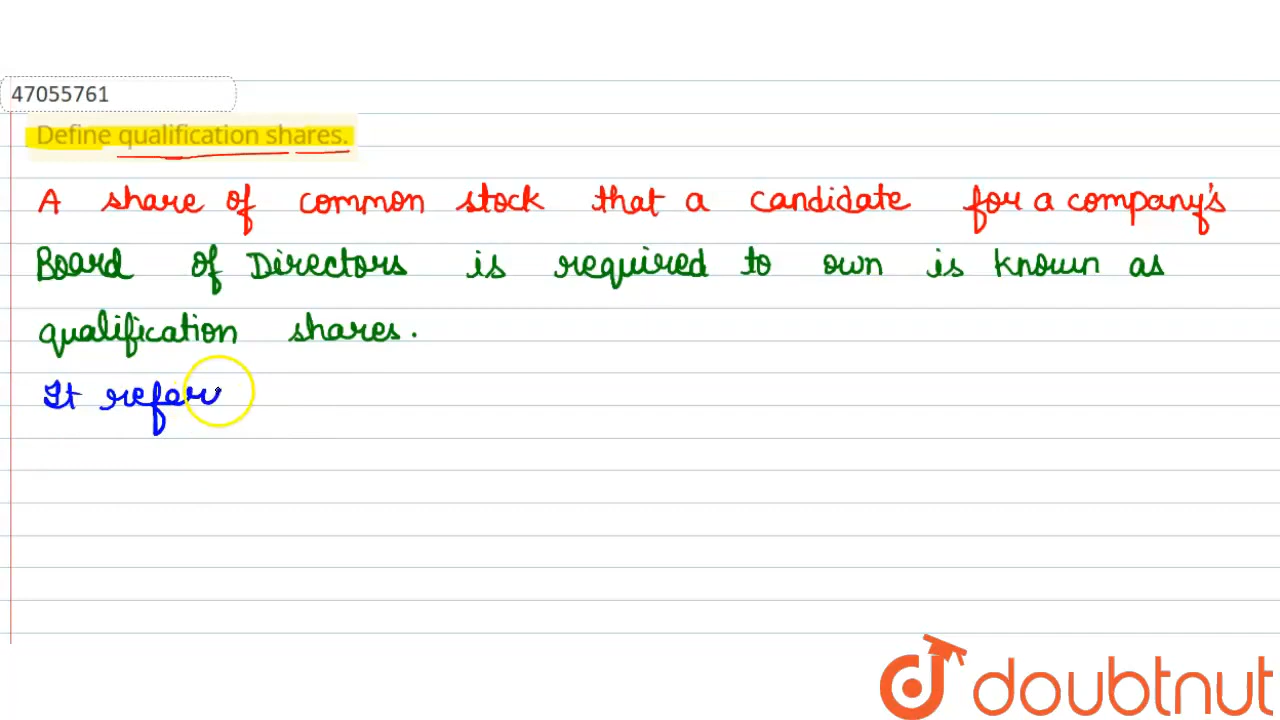 47055761
Define qualification shares.
A share of common stock that a candidate for a company's
Board of Directors is required to own is known as
qualification shares.
It refer
doubtnut